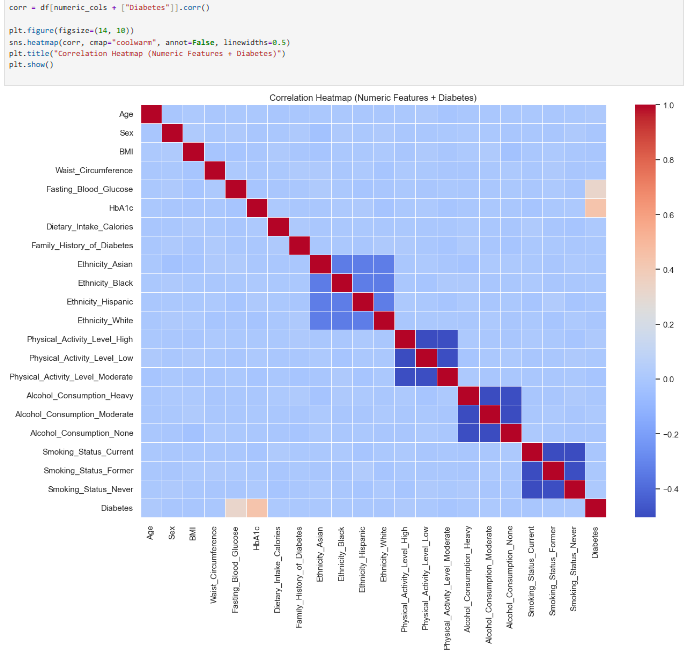 corr = df[numeric_cols + ["Diabetes"]].corr()
plt.figure(figsize=(14, 10))
sns.heatmap(corr, cmap="coolwarm", annot=False, linewidths=0.5)
plt.title("Correlation Heatmap (Numeric Features + Diabetes)")
plt.show()
Correlation Heatmap (Numeric Features + Diabetes)
Age
Sex
BMI
Waist_Circumference
Fasting_Blood_Glucose
HbA1c
Dietary_Intake_Calories
Family_History_of_Diabetes
Ethnicity_Asian
Ethnicity_Black
Ethnicity_Hispanic
Ethnicity_White
Physical_Activity_Level_High
Physical_Activity_Level_Low
Physical_Activity_Level_Moderate
Alcohol_Consumption_Heavy
Alcohol_Consumption_Moderate
Alcohol_Consumption_None
Smoking_Status_Current
Smoking_Status_Former
Smoking_Status_Never
Diabetes
Age
Sex
BMI
Waist_Circumference
Fasting_Blood_Glucose
HbA1c
Dietary_Intake_Calories
Family_History_of_Diabetes
Ethnicity_Asian
Ethnicity_Black
Ethnicity_Hispanic
Ethnicity_White
Physical_Activity_Level_High
Physical_Activity_Level_Low
Physical_Activity_Level_Moderate
Alcohol_Consumption_Heavy
Alcohol_Consumption_Moderate
Alcohol_Consumption_None
Smoking_Status_Current
Smoking_Status_Former
Smoking_Status_Never
Diabetes
1.0
0.8
0.6
0.4
0.2
0.0
−0.2
−0.4